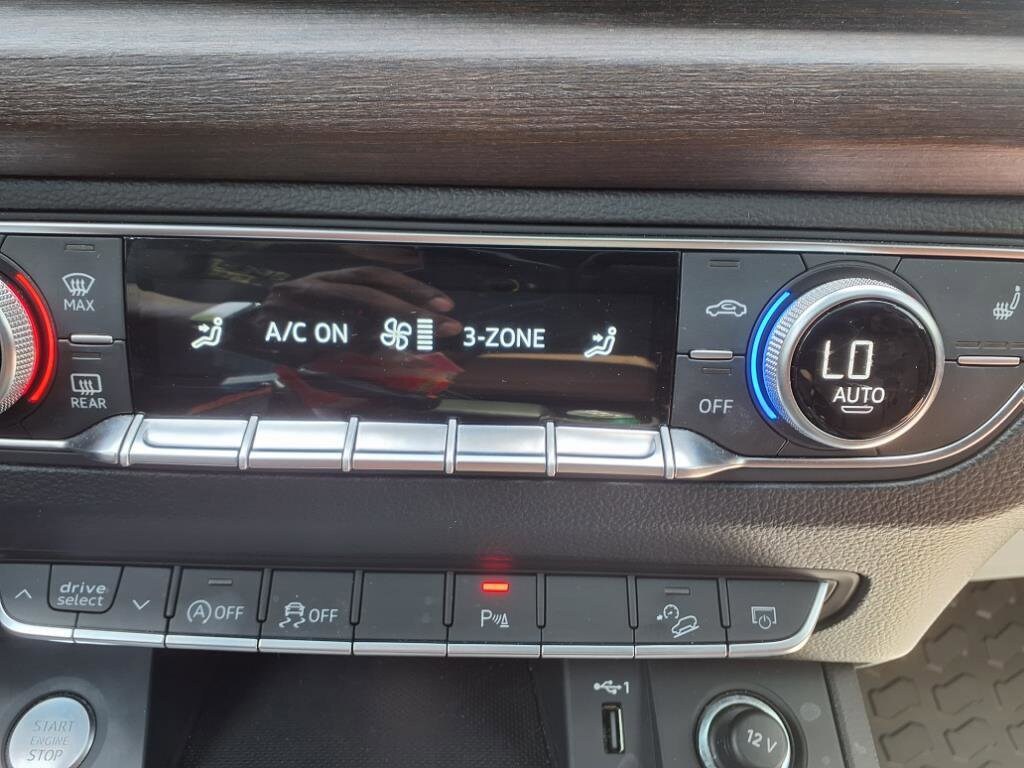 MAX
A/C ON
3-ZONE
REAR
OFF
LO
AUTO
drive
select
A OFF
OFF
P
START
ENGINE
STOP
1
12 V